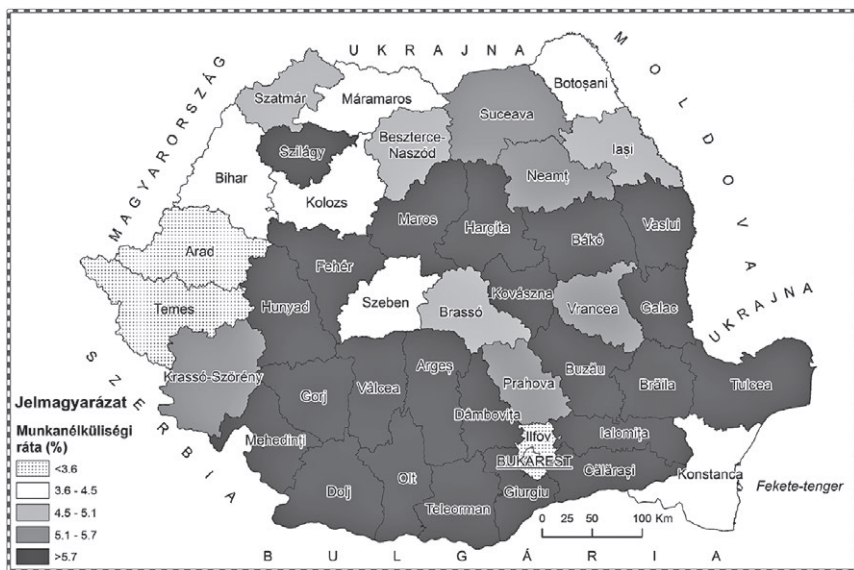 UKRAJNA
MOLDOVA
MAGYARORSZÁG
Botoșani
Szatmár
Máramaros
Suceava
Beszterce-
Naszód
Iași
Szilágy
Neamț
Bihar
Kolozs
Maros
Hargita
Bákó
Vaslui
Arad
Fehér
Temes
Hunyad
Szeben
Brassó
Kovászna
Vrancea
Galac
UKRAJNA
SZERBIA
Krassó-Szörény
Argeș
Buzău
Gorj
Vâlcea
Prahova
Brăila
Tulcea
Dâmbovița
Mehedinți
Ilfov
Ialomița
BUKAREST
Călărași
Konstanca
Dolj
Olt
Giurgiu
Teleorman
Fekete-tenger
Jelmagyarázat
Munkanélküliségi
ráta (%)
<3.6
3.6 - 4.5
4.5 - 5.1
5.1 - 5.7
>5.7
0 25 50 100 Km
BULGÁRIA